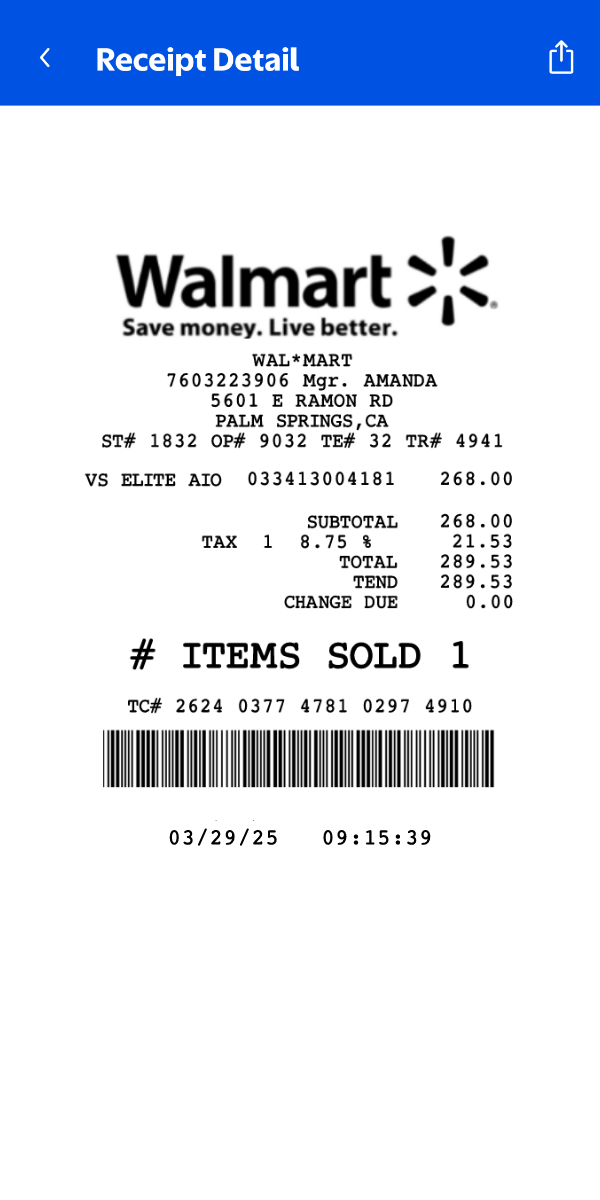 Receipt Detail
Walmart
Save money. Live better.
WAL*MART
7603223906 Mgr. AMANDA
5601 E RAMON RD
PALM SPRINGS,CA
ST# 1832 OP# 9032 TE# 32 TR# 4941
VS ELITE AIO 033413004181 268.00
SUBTOTAL 268.00
TAX 1 8.75 % 21.53
TOTAL 289.53
TEND 289.53
CHANGE DUE 0.00
# ITEMS SOLD 1
TC# 2624 0377 4781 0297 4910
03/29/25 09:15:39